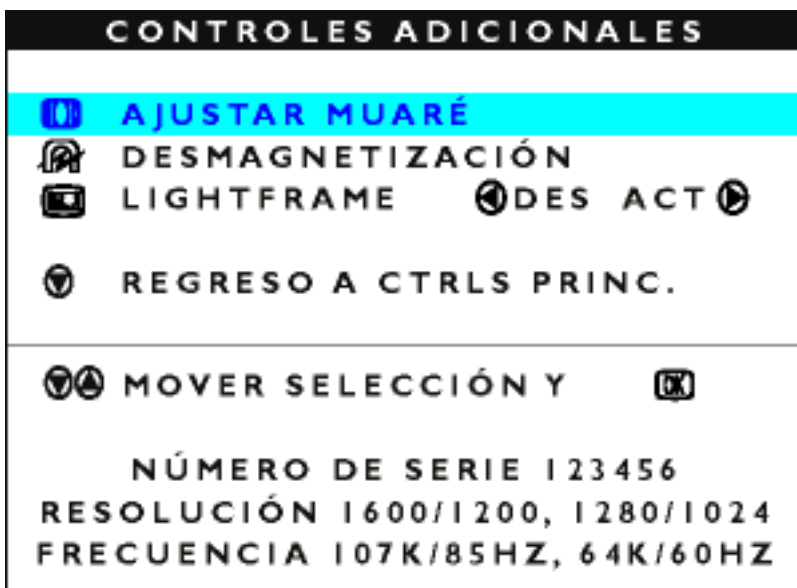 CONTROLES ADICIONALES
AJUSTAR MUARÉ
DESMAGNETIZACIÓN
LIGHTFRAME DES ACT
REGRESO A CTRLS PRINC.
MOVER SELECCIÓN Y OK
NÚMERO DE SERIE 123456
RESOLUCIÓN 1600/1200, 1280/1024
FRECUENCIA 107K/85HZ, 64K/60HZ